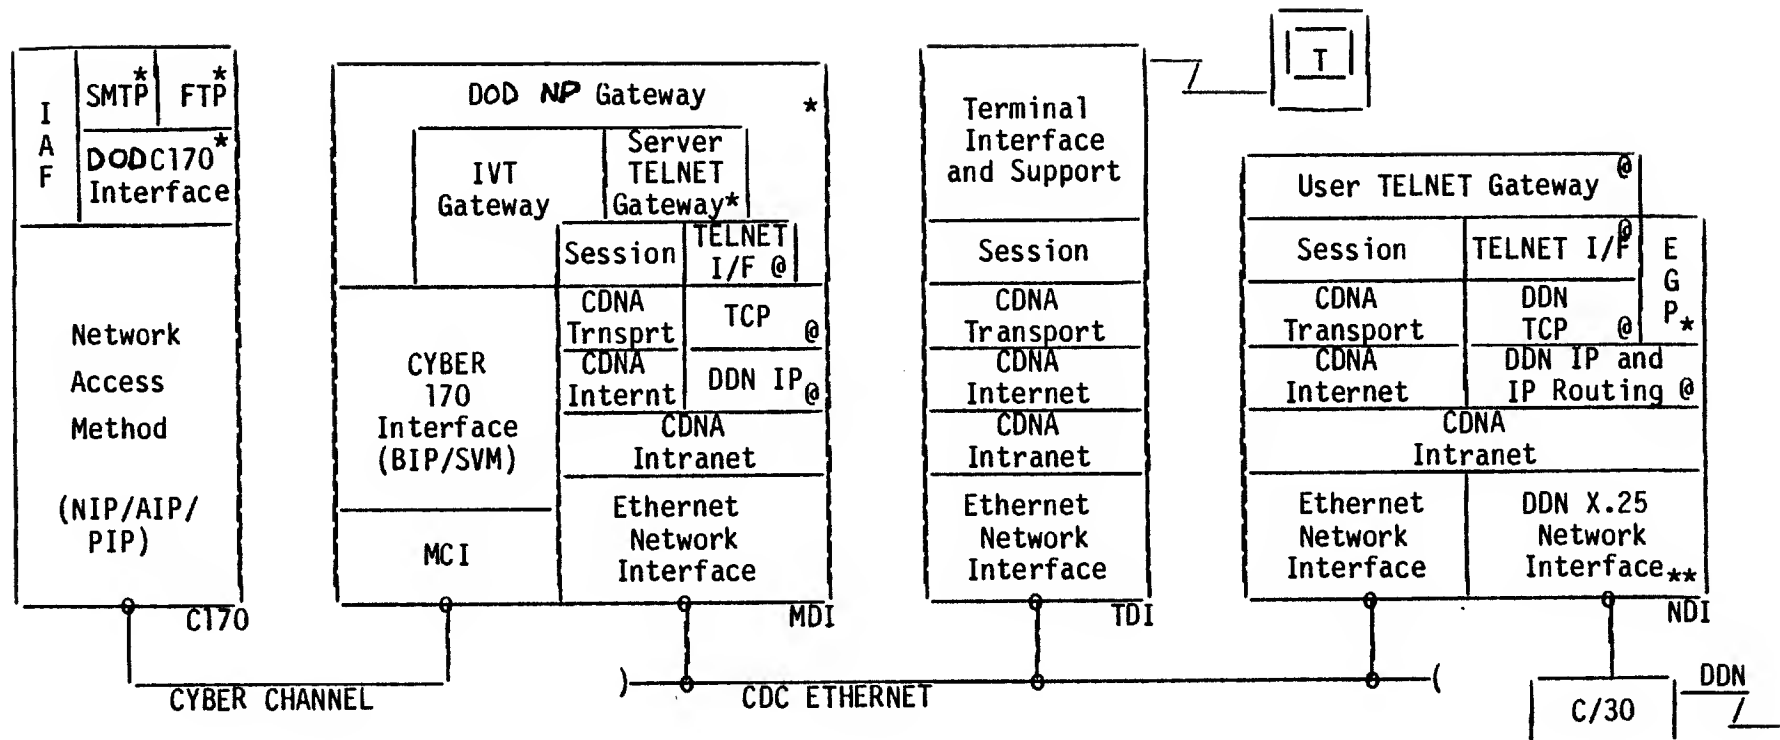 I
A
F
SMTP*
FTP*
DODC170*
Interface
Network
Access
Method
(NIP/AIP/
PIP)
C170
DOD NP Gateway *
IVT
Gateway
Server
TELNET
Gateway*
Session
TELNET
I/F @
CDNA
Trnsprt
TCP
@
CDNA
Internt
DDN IP@
CYBER
170
Interface
(BIP/SVM)
CDNA
Intranet
MCI
Ethernet
Network
Interface
MDI
Terminal
Interface
and Support
Session
CDNA
Transport
CDNA
Internet
CDNA
Intranet
Ethernet
Network
Interface
TDI
T
User TELNET Gateway @
Session
TELNET I/F @
E
G
P*
CDNA
Transport
DDN
TCP @
CDNA
Internet
DDN IP and
IP Routing @
CDNA
Intranet
Ethernet
Network
Interface
DDN X.25
Network
Interface**
NDI
CYBER CHANNEL
CDC ETHERNET
C/30
DDN